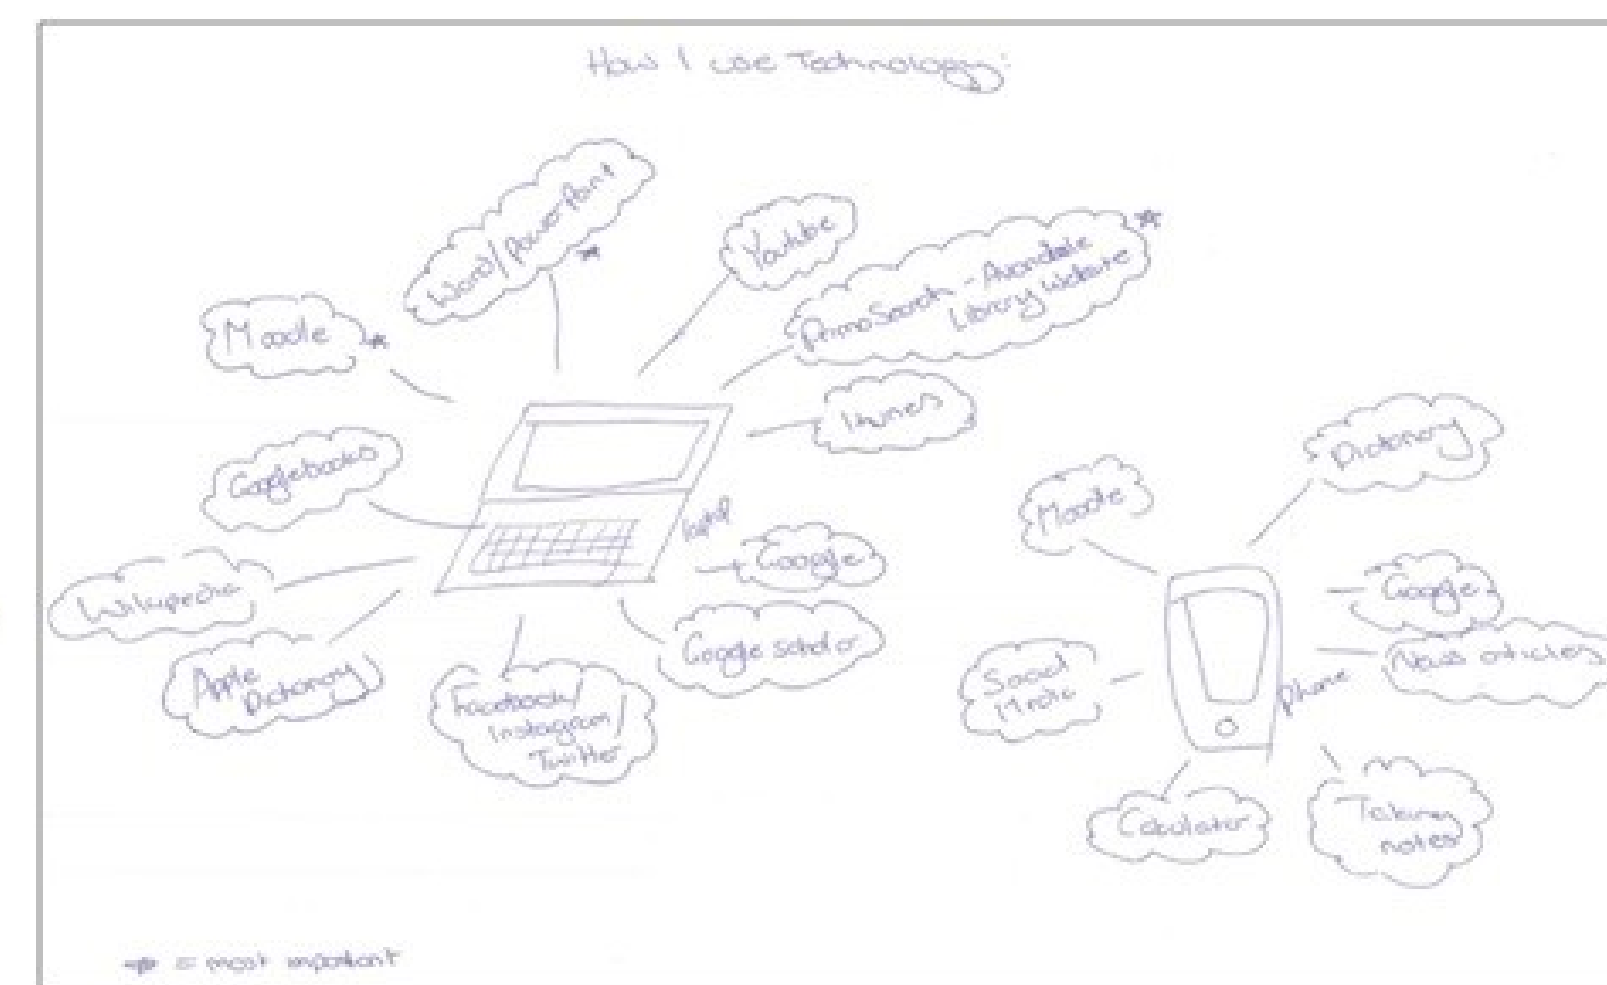 How I use Technology:
Word/PowerPoint
Youtube
PrimoSearch - Avondale
Library Website
Moodle
Itunes
Googlebooks
Dictionary
Moodle
laptop
Google
Wikipedia
Google
Google scholar
News articles
Apple
Dictionary
Social
Media
phone
Facebook/
Instagram/
Twitter
Calculator
Taking
notes
= most important